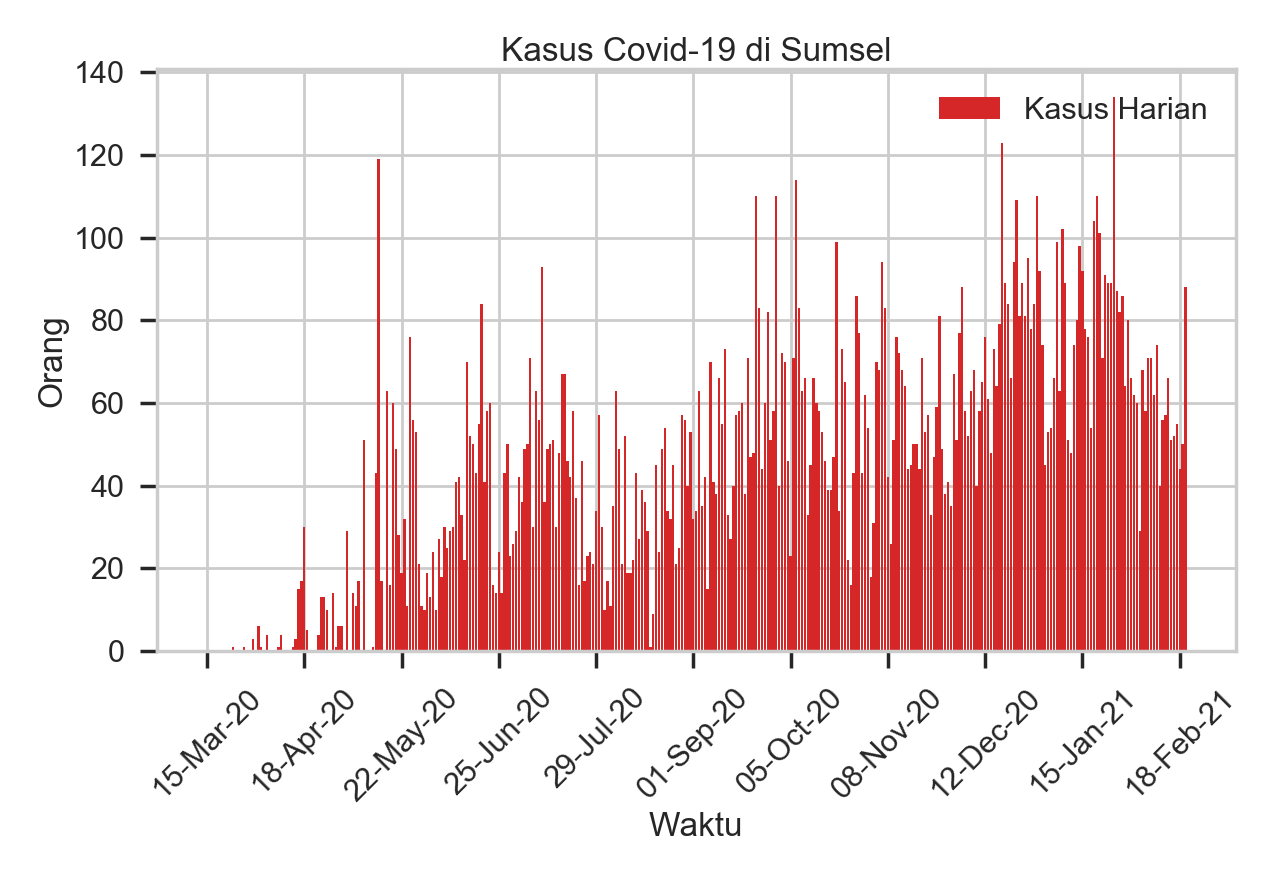 Kasus Covid-19 di Sumsel
Kasus Harian
Orang
140
120
100
80
60
40
20
0
15-Mar-20
18-Apr-20
22-May-20
25-Jun-20
29-Jul-20
01-Sep-20
05-Oct-20
08-Nov-20
12-Dec-20
15-Jan-21
18-Feb-21
Waktu